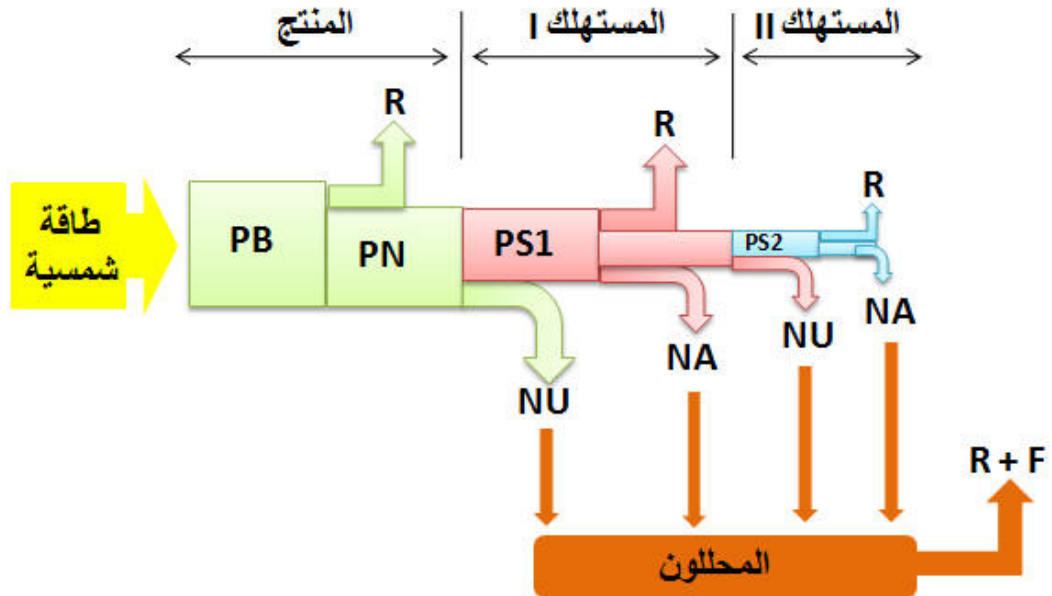 المنتج
المستهلك I
المستهلك II
R
R
R
طاقة
شمسية
PB
PN
PS1
PS2
NU
NA
NU
NA
R + F
المحللون